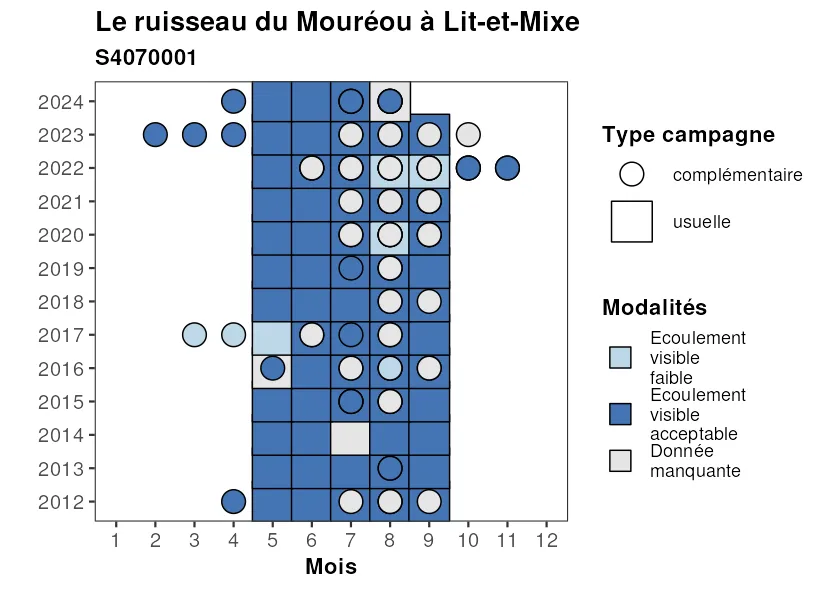 Le ruisseau du Mouréou à Lit-et-Mixe
S4070001
2024
2023
2022
2021
2020
2019
2018
2017
2016
2015
2014
2013
2012
1 2 3 4 5 6 7 8 9 10 11 12
Mois
Type campagne
complémentaire
usuelle
Modalités
Ecoulement
visible
faible
Ecoulement
visible
acceptable
Donnée
manquante